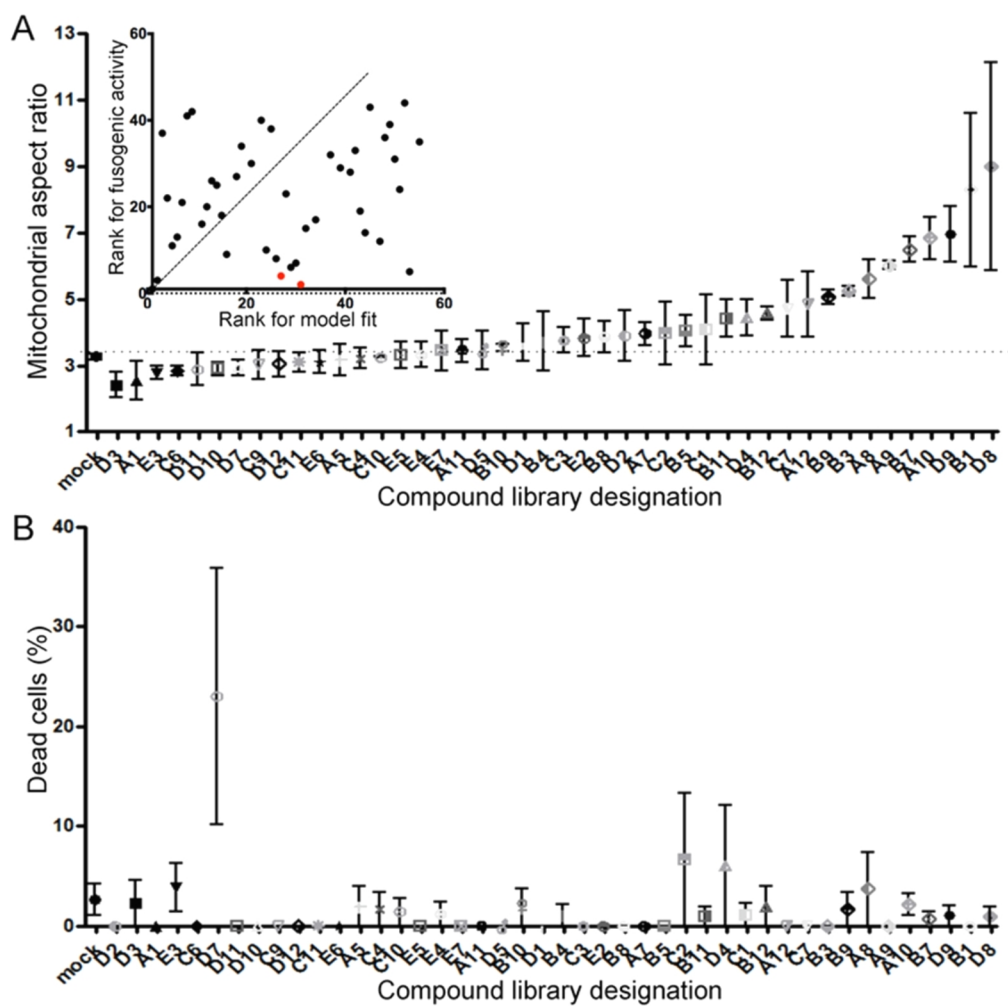 A
Mitochondrial aspect ratio
13
11
9
7
5
3
1
Rank for fusogenic activity
60
40
20
0
0 20 40 60
Rank for model fit
mock D3 A1 E3 C6 D11 D10 D7 C9 D12 C11 E6 A5 C4 C10 E5 E4 E7 A11 D5 B10 D1 B4 C3 E2 B8 D2 A7 C2 B5 C1 B11 D4 B12 C7 A12 B9 B3 A8 A9 B7 A10 D9 B1 D8
Compound library designation
B
Dead cells (%)
40
30
20
10
0
mock D2 D3 A1 E3 C6 D7 D11 D10 C9 D12 C11 E6 A5 C4 C10 E5 E4 E7 A11 D5 B10 D1 B4 C3 E2 B8 A7 B5 C2 B11 D4 C1 B12 A12 C7 B3 B9 A8 A9 A10 B7 D9 B1 D8
Compound library designation